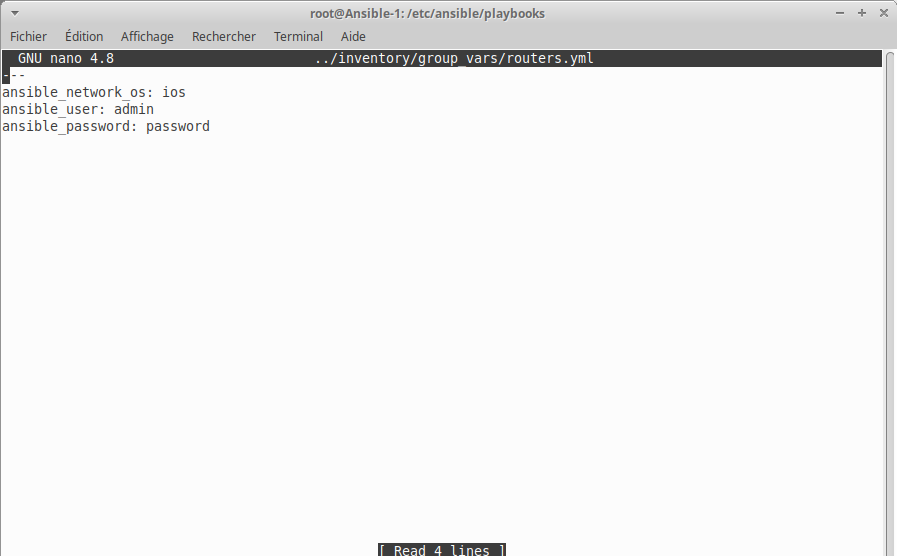 root@Ansible-1: /etc/ansible/playbooks
Fichier Édition Affichage Rechercher Terminal Aide
GNU nano 4.8 ../inventory/group_vars/routers.yml
---
ansible_network_os: ios
ansible_user: admin
ansible_password: password
[ Read 4 lines ]